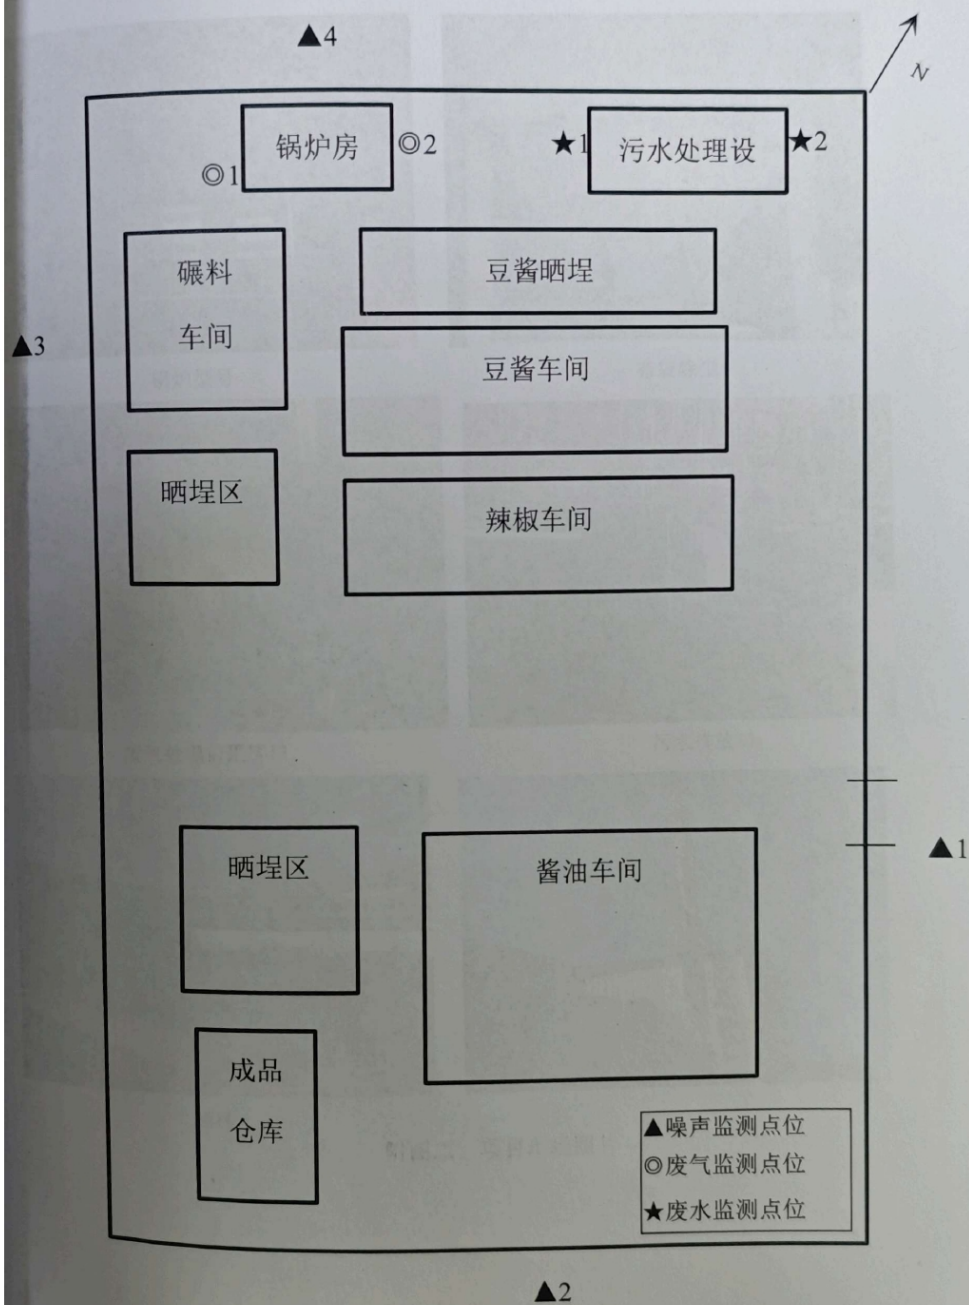 ▲4
N
锅炉房
◎1
◎2
★1
污水处理设
★2
碾料
车间
豆酱晒埕
▲3
豆酱车间
晒埕区
辣椒车间
晒埕区
酱油车间
▲1
成品
仓库
▲噪声监测点位
◎废气监测点位
★废水监测点位
▲2